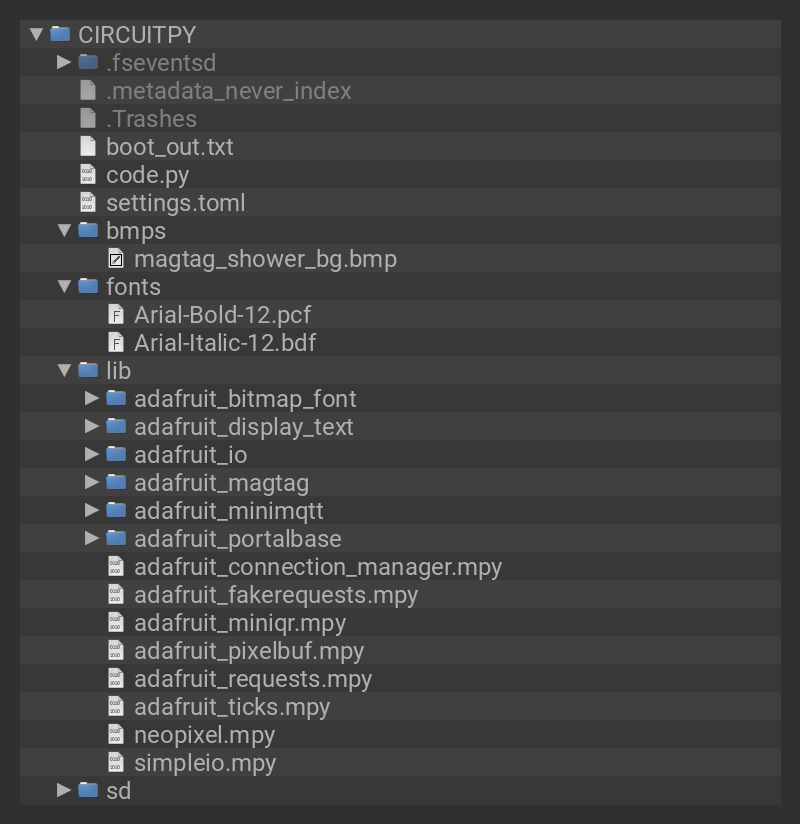 CIRCUITPY
.fseventsd
.metadata_never_index
.Trashes
boot_out.txt
code.py
settings.toml
bmps
magtag_shower_bg.bmp
fonts
Arial-Bold-12.pcf
Arial-Italic-12.bdf
lib
adafruit_bitmap_font
adafruit_display_text
adafruit_io
adafruit_magtag
adafruit_minimqtt
adafruit_portalbase
adafruit_connection_manager.mpy
adafruit_fakerequests.mpy
adafruit_miniqr.mpy
adafruit_pixelbuf.mpy
adafruit_requests.mpy
adafruit_ticks.mpy
neopixel.mpy
simpleio.mpy
sd